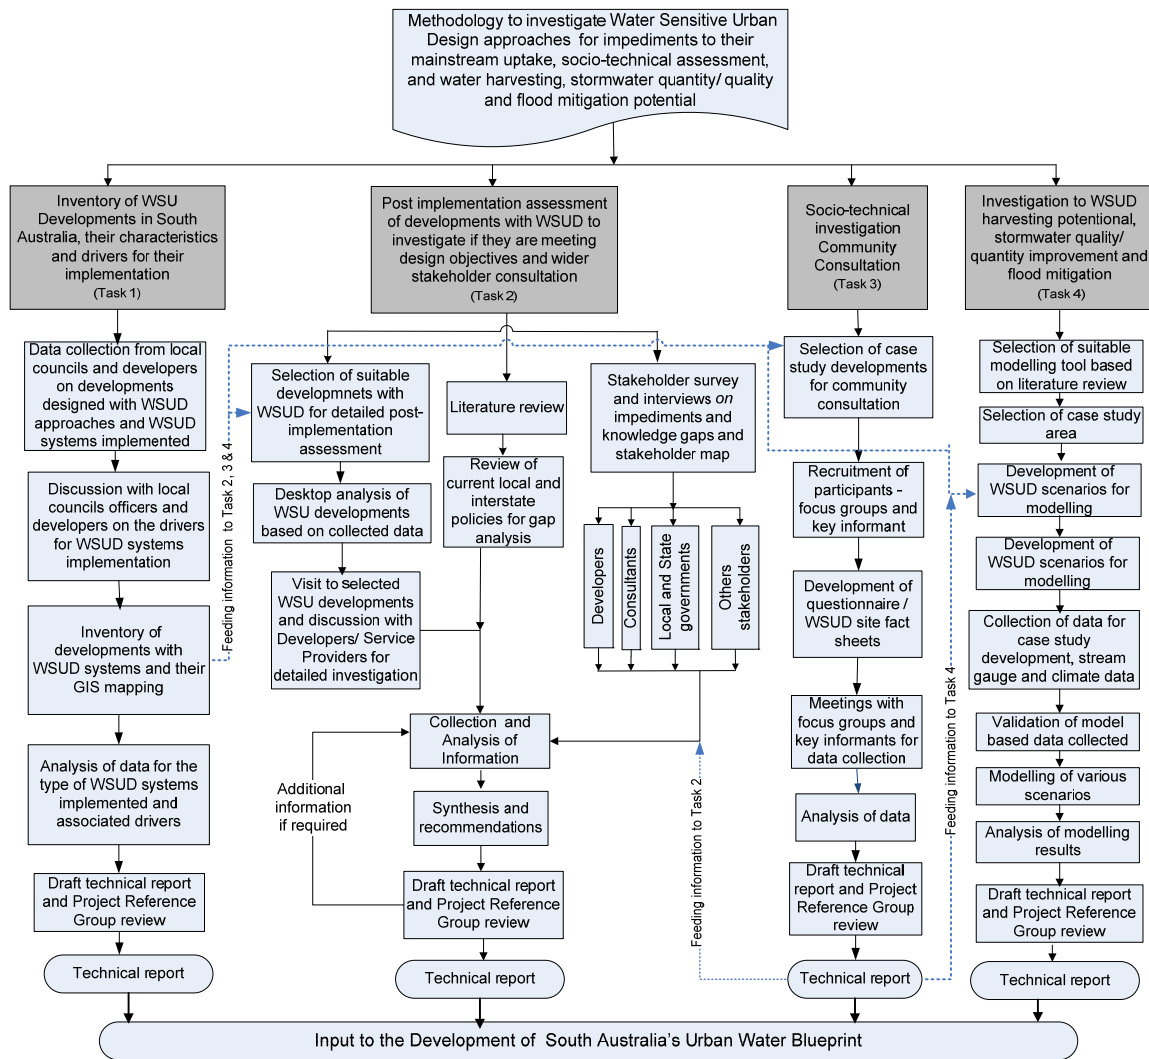 Methodology to investigate Water Sensitive Urban
Design approaches for impediments to their
mainstream uptake, socio-technical assessment,
and water harvesting, stormwater quantity/ quality
and flood mitigation potential
Inventory of WSU
Developments in South
Australia, their characteristics
and drivers for their
implementation
(Task 1)
Data collection from local
councils and developers
on developments
designed with WSUD
approaches and WSUD
systems implemented
Discussion with local
councils officers and
developers on the drivers
for WSUD systems
implementation
Inventory of
developments with
WSUD systems and their
GIS mapping
Analysis of data for the
type of WSUD systems
implemented and
associated drivers
Draft technical report
and Project Reference
Group review
Technical report
Feeding information to Task 2, 3 & 4
Post implementation assessment
of developments with WSUD to
investigate if they are meeting
design objectives and wider
stakeholder consultation
(Task 2)
Selection of suitable
developmnets with
WSUD for detailed post-
implementation
assessment
Desktop analysis of
WSU developments
based on collected data
Visit to selected
WSU developments
and discussion with
Developers/ Service
Providers for
detailed investigation
Literature review
Review of
current local and
interstate policies for gap
analysis
Stakeholder survey
and interviews on
impediments and
knowledge gaps and
stakeholder map
Developers
Consultants
Local and State
governments
Others
stakeholders
Collection and
Analysis of
Information
Additional
information
if required
Synthesis and
recommendations
Draft technical report
and Project Reference
Group review
Technical report
Feeding information to Task 2
Socio-technical
investigation
Community
Consultation
(Task 3)
Selection of case
study developments
for community
consultation
Recruitment of
participants -
focus groups and
key informant
Development of
questionnaire /
WSUD site fact
sheets
Meetings with
focus groups and
key informants for
data collection
Analysis of data
Draft technical
report and Project
Reference Group
review
Technical report
Feeding information to Task 4
Investigation to WSUD
harvesting potentional,
stormwater quality/
quantity improvement and
flood mitigation
(Task 4)
Selection of suitable
modelling tool based
on literature review
Selection of case study
area
Development of
WSUD scenarios for
modelling
Development of
WSUD scenarios for
modelling
Collection of data for
case study
development, stream
gauge and climate data
Validation of model
based data collected
Modelling of various
scenarios
Analysis of modelling
results
Draft technical report
and Project Reference
Group review
Technical report
Input to the Development of South Australia's Urban Water Blueprint